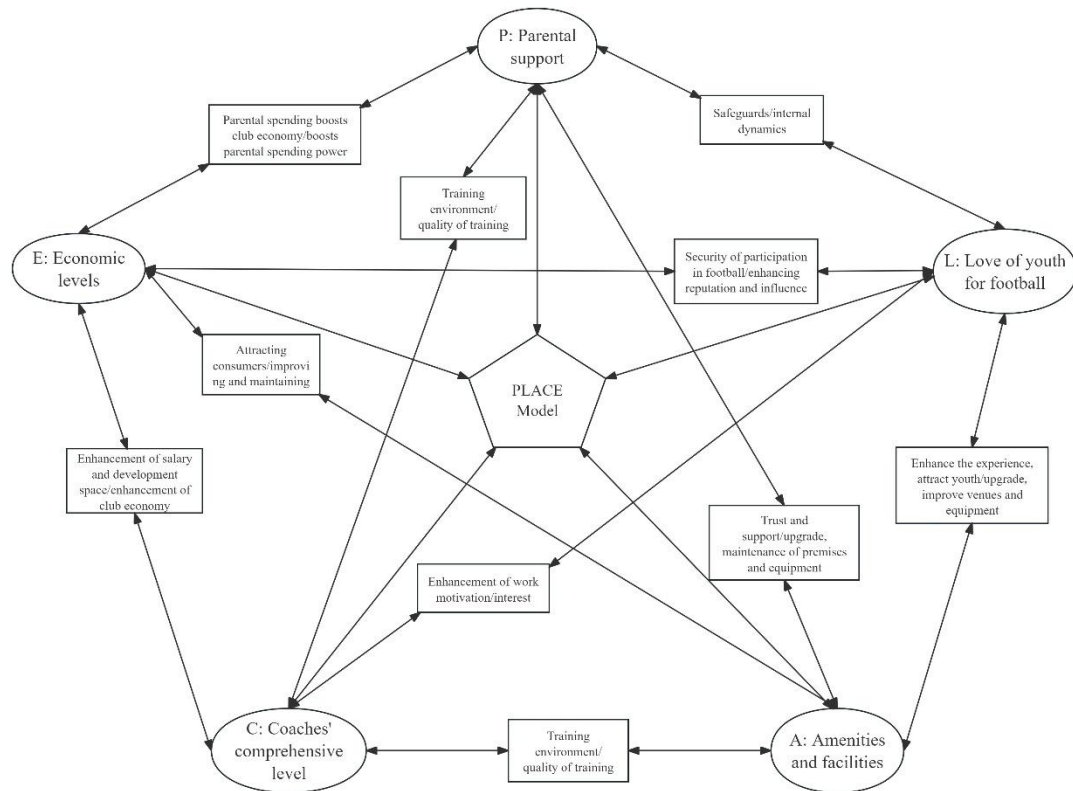 P: Parental
support
Parental spending boosts
club economy/boosts
parental spending power
Safeguards/internal
dynamics
Training
environment/
quality of training
E: Economic
levels
Security of participation
in football/enhancing
reputation and influence
L: Love of youth
for football
Attracting
consumers/improvi
ng and maintaining
PLACE
Model
Enhancement of salary
and development
space/enhancement of
club economy
Enhance the experience,
attract youth/upgrade,
improve venues and
equipment
Trust and
support/upgrade,
maintenance of premises
and equipment
Enhancement of work
motivation/interest
C: Coaches'
comprehensive
level
Training
environment/
quality of training
A: Amenities
and facilities